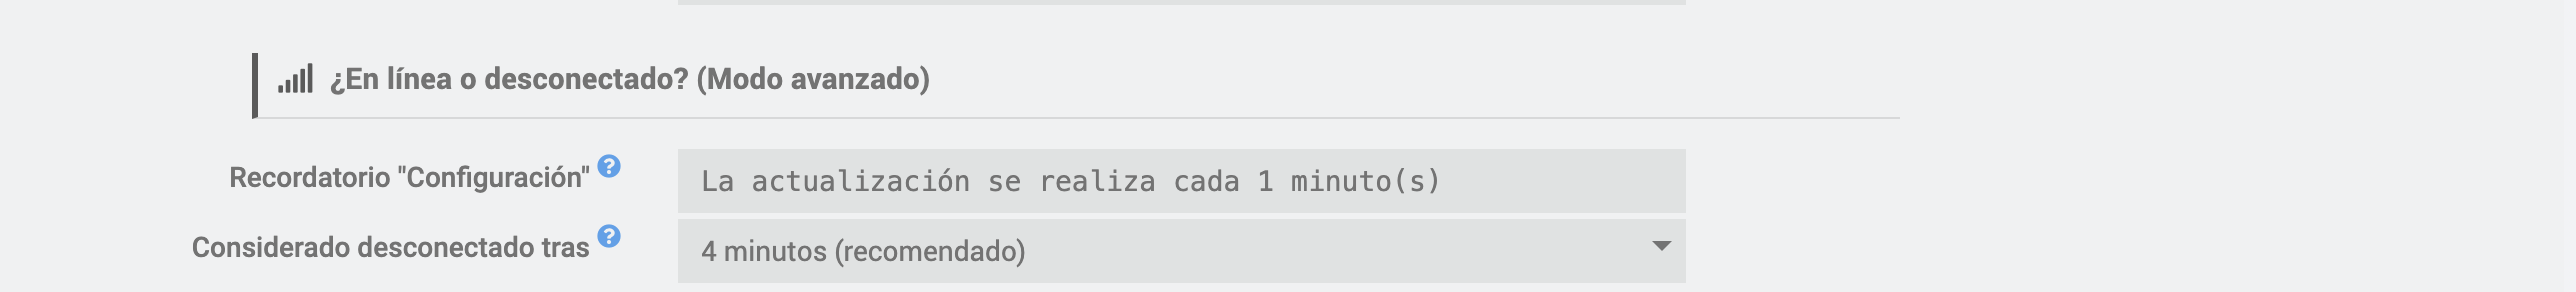 ¿En línea o desconectado? (Modo avanzado)
Recordatorio "Configuración"
La actualización se realiza cada 1 minuto(s)
Considerado desconectado tras
4 minutos (recomendado)